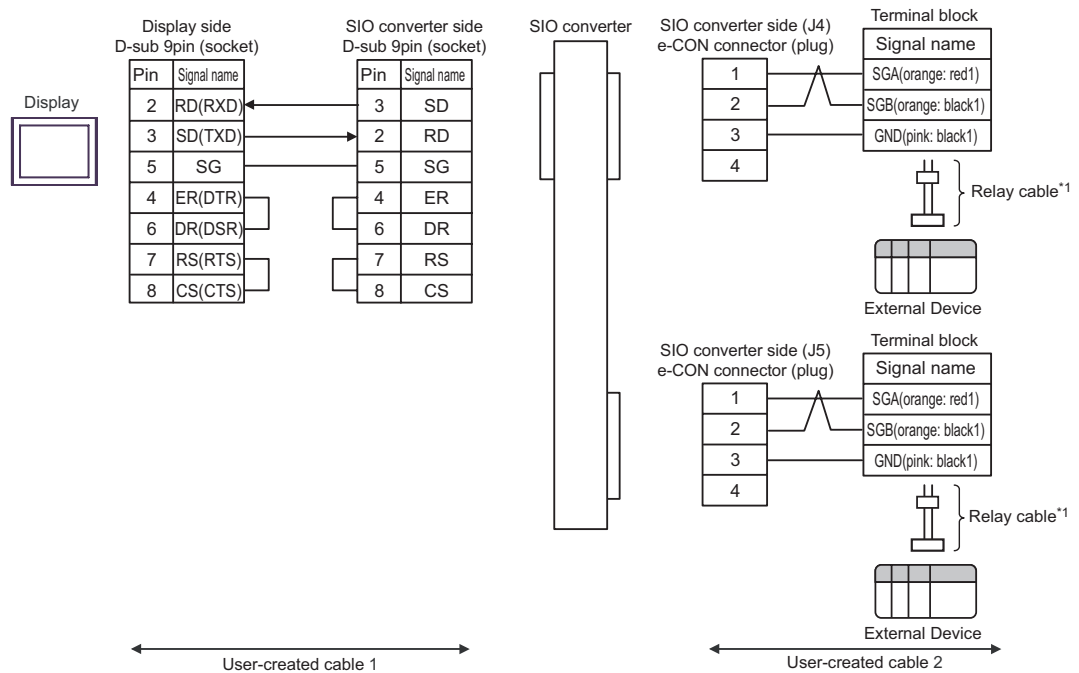 Display
Display side
D-sub 9pin (socket)
Pin Signal name
2 RD(RXD)
3 SD(TXD)
5 SG
4 ER(DTR)
6 DR(DSR)
7 RS(RTS)
8 CS(CTS)
SIO converter side
D-sub 9pin (socket)
Pin Signal name
3 SD
2 RD
5 SG
4 ER
6 DR
7 RS
8 CS
SIO converter
SIO converter side (J4)
e-CON connector (plug)
1
2
3
4
Terminal block
Signal name
SGA(orange: red1)
SGB(orange: black1)
GND(pink: black1)
Relay cable*1
External Device
SIO converter side (J5)
e-CON connector (plug)
1
2
3
4
Terminal block
Signal name
SGA(orange: red1)
SGB(orange: black1)
GND(pink: black1)
Relay cable*1
External Device
User-created cable 1
User-created cable 2